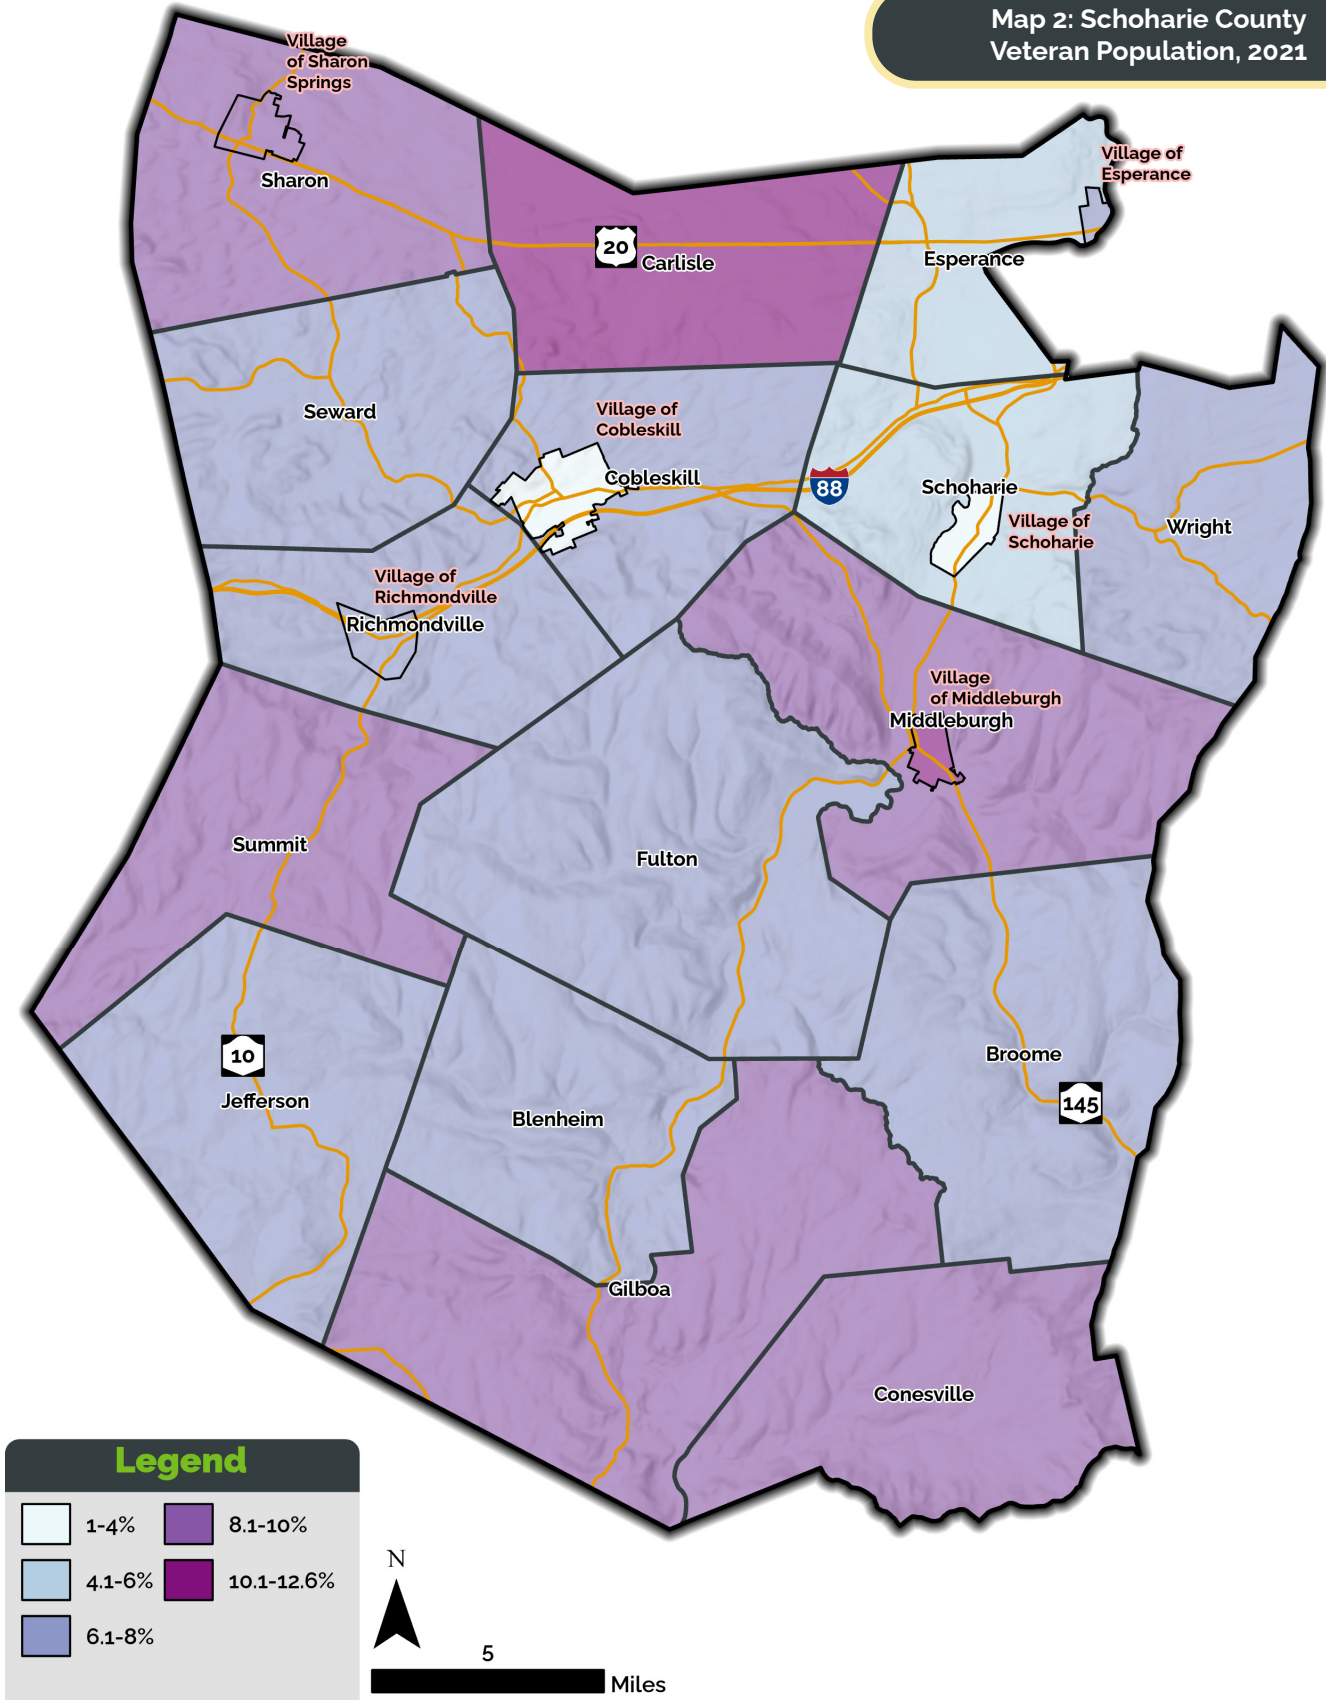 Map 2: Schoharie County
Veteran Population, 2021
Village
of Sharon
Springs
Sharon
Village of
Esperance
20
Carlisle
Esperance
Seward
Village of
Cobleskill
Cobleskill
88
Schoharie
Village of
Schoharie
Wright
Village of
Richmondville
Richmondville
Village
of Middleburgh
Middleburgh
Summit
Fulton
10
Jefferson
Broome
145
Blenheim
Gilboa
Conesville
Legend
1-4%
8.1-10%
4.1-6%
10.1-12.6%
6.1-8%
N
5
Miles